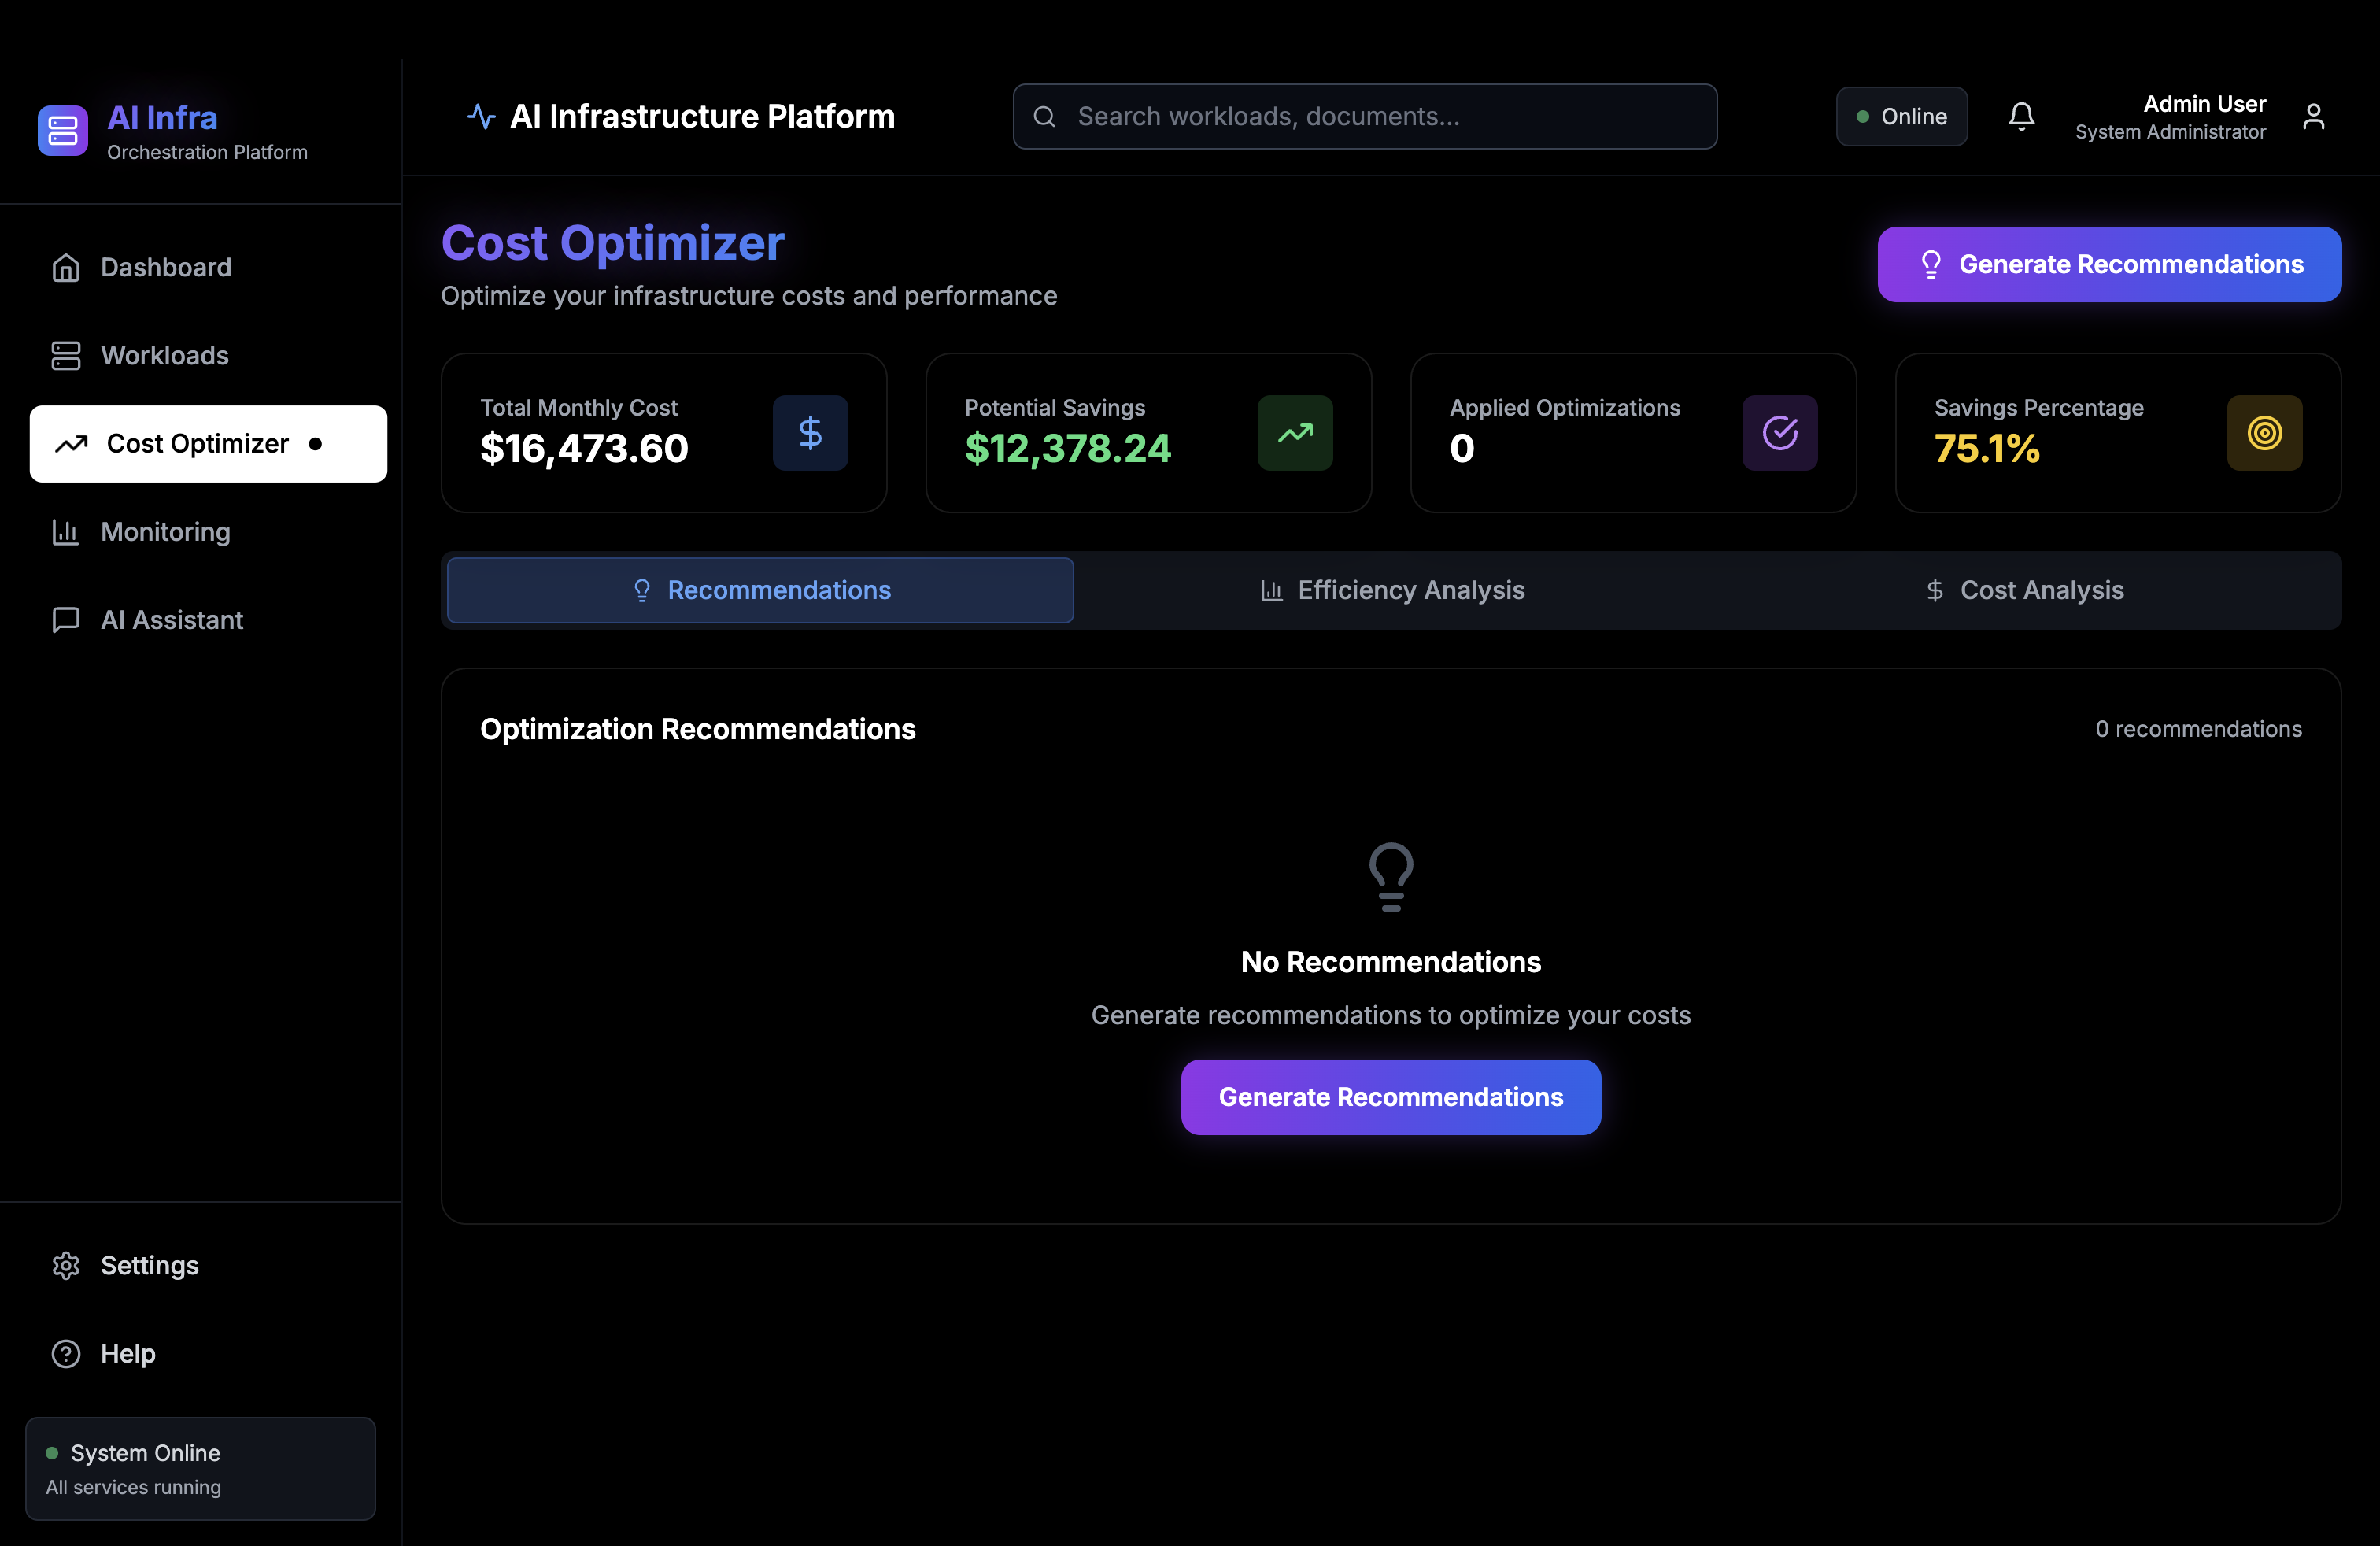 AI Infra
Orchestration Platform
AI Infrastructure Platform
Search workloads, documents...
Online
Admin User
System Administrator
Dashboard
Workloads
Cost Optimizer
Monitoring
AI Assistant
Settings
Help
System Online
All services running
Cost Optimizer
Optimize your infrastructure costs and performance
Generate Recommendations
Total Monthly Cost
$16,473.60
Potential Savings
$12,378.24
Applied Optimizations
0
Savings Percentage
75.1%
Recommendations
Efficiency Analysis
Cost Analysis
Optimization Recommendations
0 recommendations
No Recommendations
Generate recommendations to optimize your costs
Generate Recommendations